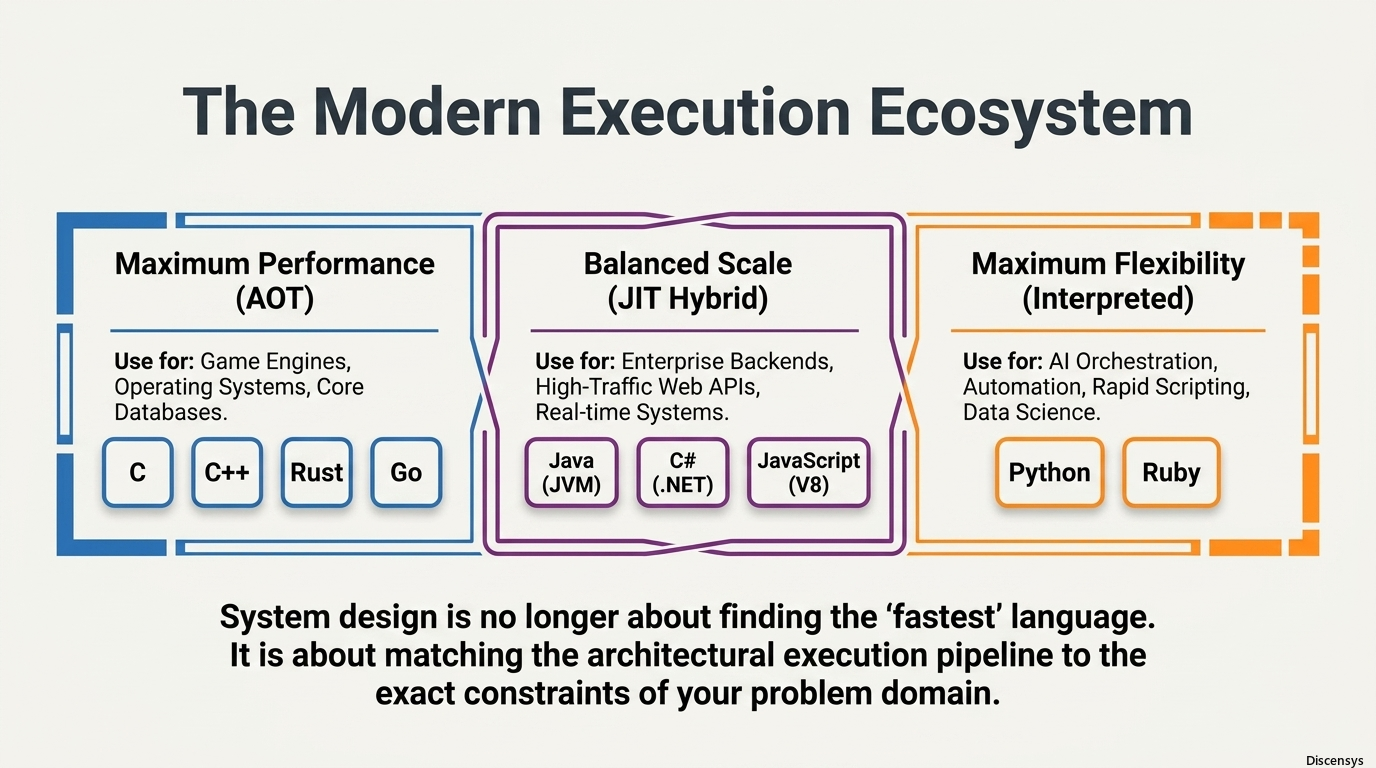 The Modern Execution Ecosystem
Maximum Performance
(AOT)
Use for: Game Engines,
Operating Systems, Core
Databases.
C
C++
Rust
Go
Balanced Scale
(JIT Hybrid)
Use for: Enterprise Backends,
High-Traffic Web APIs,
Real-time Systems.
Java
(JVM)
C#
(.NET)
JavaScript
(V8)
Maximum Flexibility
(Interpreted)
Use for: AI Orchestration,
Automation, Rapid Scripting,
Data Science.
Python
Ruby
System design is no longer about finding the ‘fastest’ language.
It is about matching the architectural execution pipeline to the
exact constraints of your problem domain.
Discensys